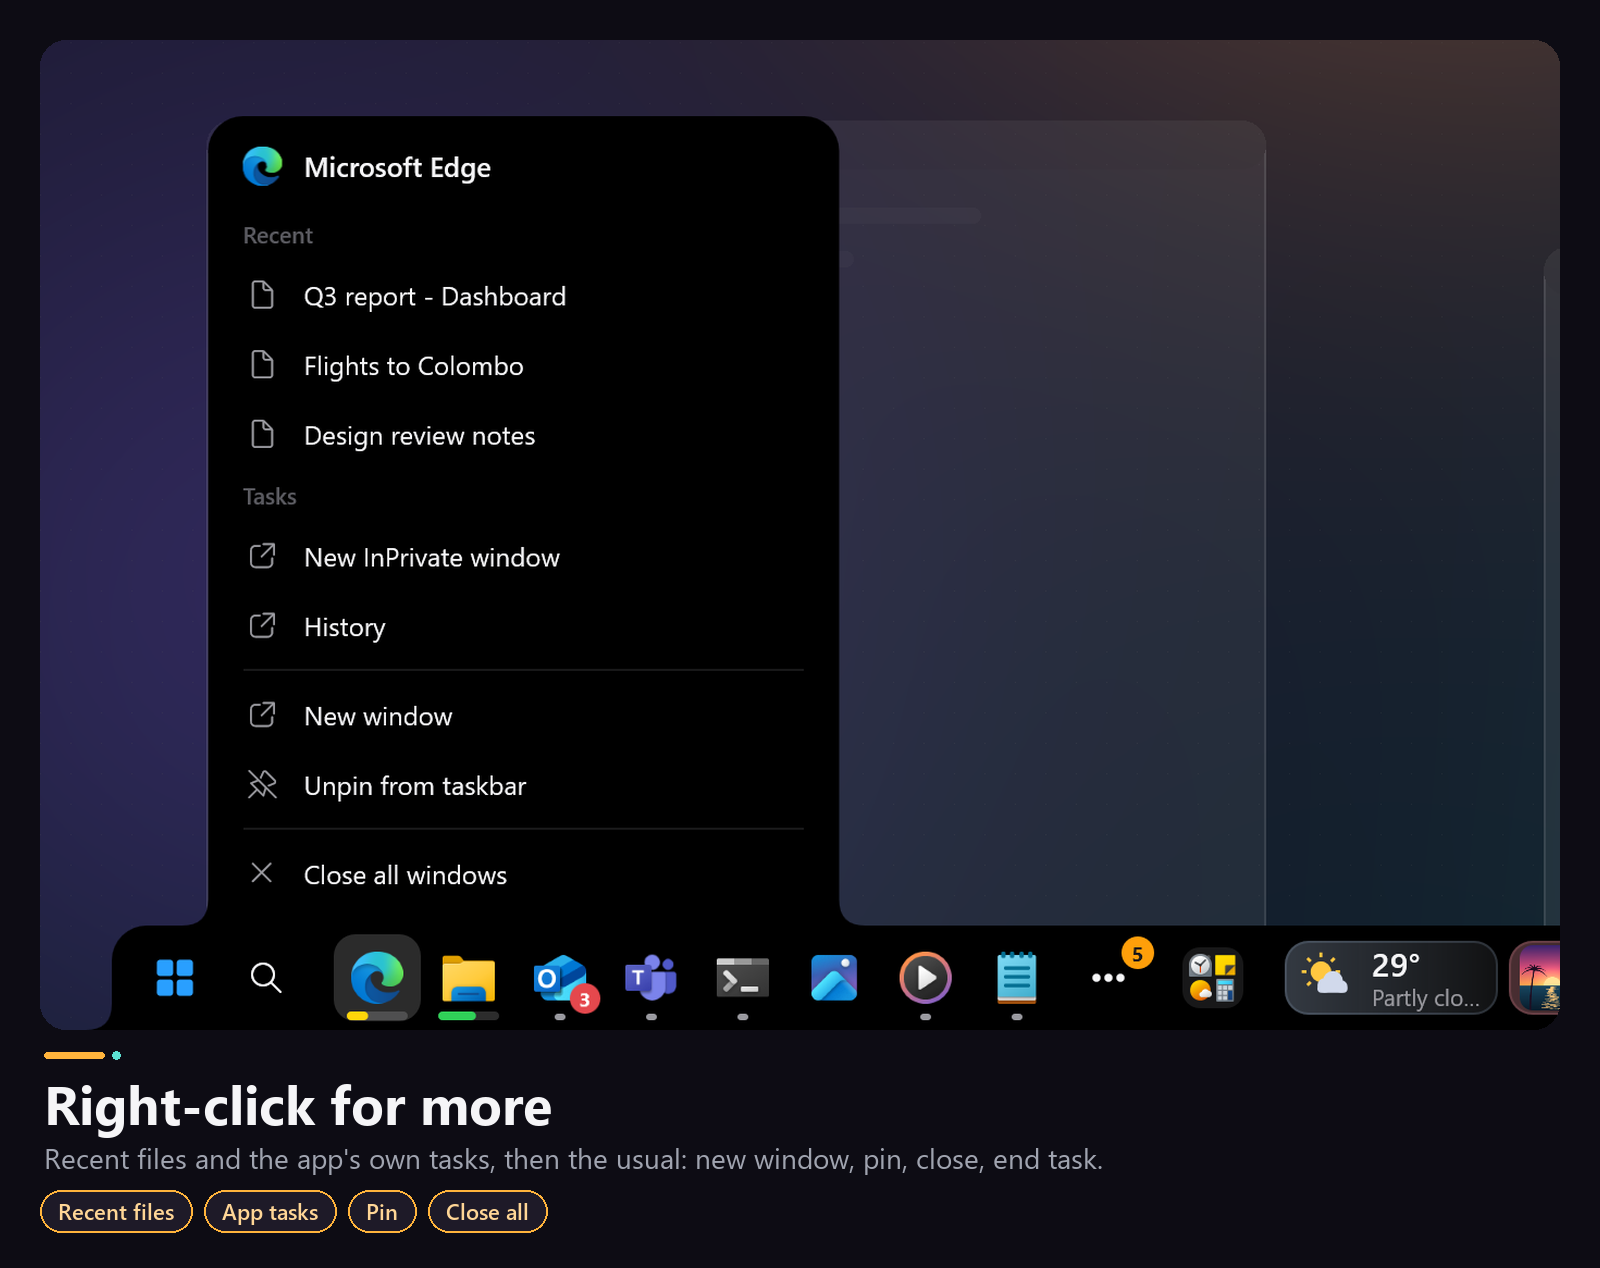 Microsoft Edge
Recent
Q3 report - Dashboard
Flights to Colombo
Design review notes
Tasks
New InPrivate window
History
New window
Unpin from taskbar
Close all windows
O
3
T
5
29°
Partly clo...
Right-click for more
Recent files and the app's own tasks, then the usual: new window, pin, close, end task.
Recent files
App tasks
Pin
Close all